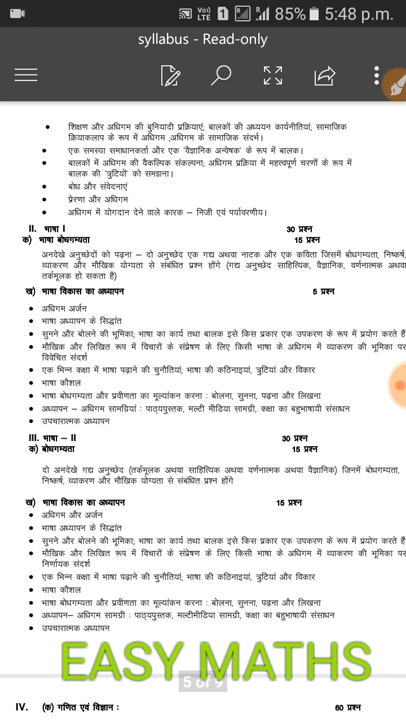 Voi) LTE 1 R 85% 5:48 p.m.
syllabus - Read-only
• शिक्षण और अधिगम की बुनियादी प्रक्रियाएं; बालकों की अध्ययन कार्यनीतियां; सामाजिक
क्रियाकलाप के रूप में अधिगम ,अधिगम के सामाजिक संदर्भ।
• एक समस्या समाधानकर्ता और एक 'वैज्ञानिक अन्वेषक' के रूप में बालक।
• बालकों में अधिगम की वैकल्पिक संकल्पना; अधिगम प्रक्रिया में महत्वपूर्ण चरणों के रूप में
बालक की 'त्रुटियों' को समझना।
• बोध और संवेदनाएं
• प्रेरणा और अधिगम
• अधिगम में योगदान देने वाले कारक – निजी एवं पर्यावरणीय।
II. भाषा I 30 प्रश्न
क) भाषा बोधगम्यता 15 प्रश्न
अनदेखे अनुच्छेदों को पढ़ना – दो अनुच्छेद एक गद्य अथवा नाटक और एक कविता जिसमें बोधगम्यता, निष्कर्ष,
व्याकरण और मौखिक योग्यता से संबंधित प्रश्न होंगे (गद्य अनुच्छेद साहित्यिक, वैज्ञानिक, वर्णनात्मक अथवा
तर्कमूलक हो सकता है)
ख) भाषा विकास का अध्यापन 5 प्रश्न
• अधिगम अर्जन
• भाषा अध्यापन के सिद्धांत
• सुनने और बोलने की भूमिका; भाषा का कार्य तथा बालक इसे किस प्रकार एक उपकरण के रूप में प्रयोग करते हैं
• मौखिक और लिखित रूप में विचारों के संप्रेषण के लिए किसी भाषा के अधिगम में व्याकरण की भूमिका पर
विवेचित संदर्श
• एक भिन्न कक्षा में भाषा पढ़ाने की चुनौतियां; भाषा की कठिनाइयां, त्रुटियां और विकार
• भाषा कौशल
• भाषा बोधगम्यता और प्रवीणता का मूल्यांकन करना : बोलना, सुनना, पढ़ना और लिखना
• अध्यापन – अधिगम सामग्रियां : पाठ्यपुस्तक, मल्टी मीडिया सामग्री, कक्षा का बहुभाषायी संसाधन
• उपचारात्मक अध्यापन
III. भाषा – II 30 प्रश्न
क) बोधगम्यता 15 प्रश्न
दो अनदेखे गद्य अनुच्छेद (तर्कमूलक अथवा साहित्यिक अथवा वर्णनात्मक अथवा वैज्ञानिक) जिनमें बोधगम्यता,
निष्कर्ष, व्याकरण और मौखिक योग्यता से संबंधित प्रश्न होंगे
ख) भाषा विकास का अध्यापन 15 प्रश्न
• अधिगम और अर्जन
• भाषा अध्यापन के सिद्धांत
• सुनने और बोलने की भूमिका; भाषा का कार्य तथा बालक इसे किस प्रकार एक उपकरण के रूप में प्रयोग करते हैं
• मौखिक और लिखित रूप में विचारों के संप्रेषण के लिए किसी भाषा के अधिगम में व्याकरण की भूमिका पर
निर्णायक संदर्श
• एक भिन्न कक्षा में भाषा पढ़ाने की चुनौतियां; भाषा की कठिनाइयां, त्रुटियां और विकार
• भाषा कौशल
• भाषा बोधगम्यता और प्रवीणता का मूल्यांकन करना : बोलना, सुनना, पढ़ना और लिखना
• अध्यापन– अधिगम सामग्री : पाठ्यपुस्तक, मल्टीमीडिया सामग्री, कक्षा का बहुभाषायी संसाधन
• उपचारात्मक अध्यापन
EASY MATHS
5 of 9
IV. (क) गणित एवं विज्ञान : 60 प्रश्न